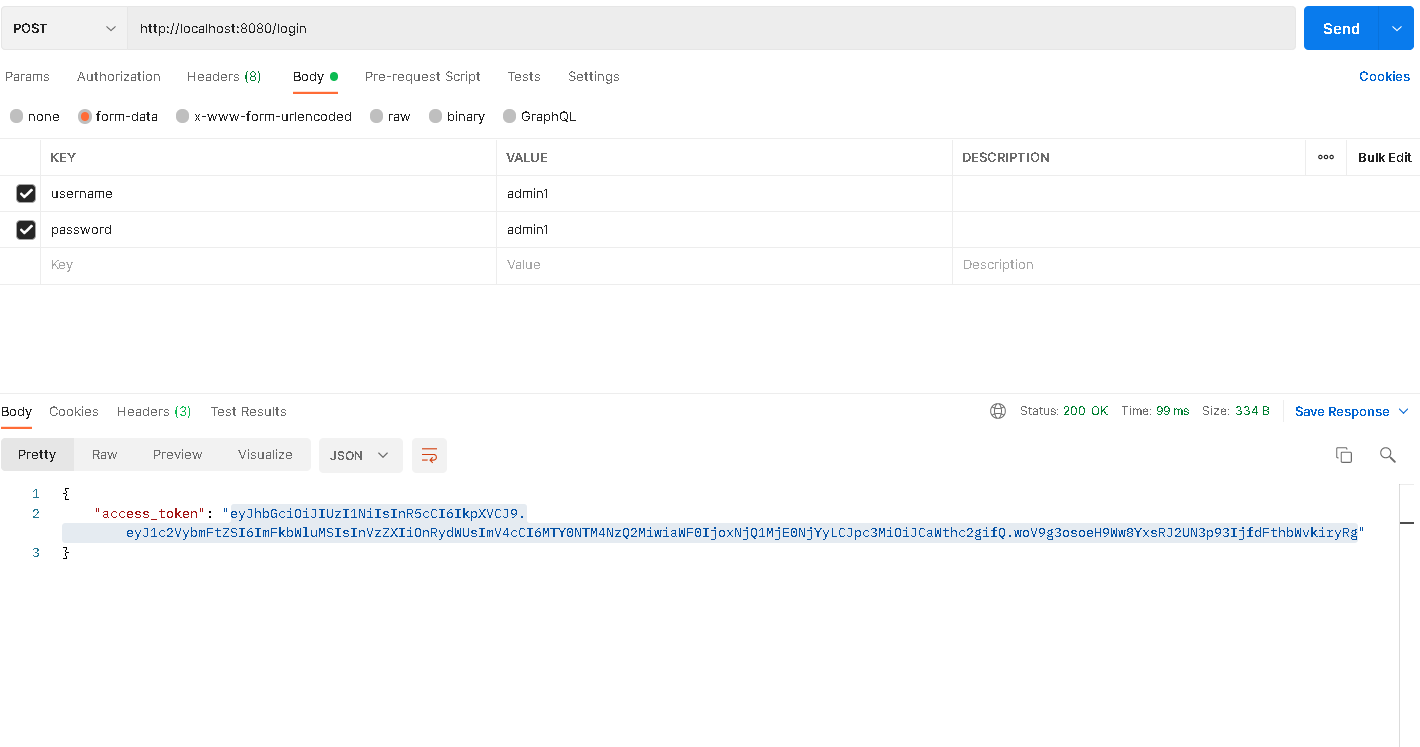 POST http://localhost:8080/login Send
Params Authorization Headers (8) Body Pre-request Script Tests Settings Cookies
none form-data x-www-form-urlencoded raw binary GraphQL
KEY VALUE DESCRIPTION ooo Bulk Edit
username admin1
password admin1
Key Value Description
Body Cookies Headers (3) Test Results Status: 200 OK Time: 99 ms Size: 334 B Save Response
Pretty Raw Preview Visualize JSON
1 {
2 "access_token": "eyJhbGciOiJIUzI1NiIsInR5cCI6IkpXVCJ9.
eyJ1c2VybmFtZSI6ImFkbWluMSIsInVzZXIiOnRydWUsImV4cCI6MTY0NTM4NzQ2MiwiaWF0IjoxNjQ1MjE0NjYyLCJpc3MiOiJCaWthc2gifQ.woV9g3osoeH9Ww8YxsRJ2UN3p93IjfdFthbWvkiryRg"
3 }